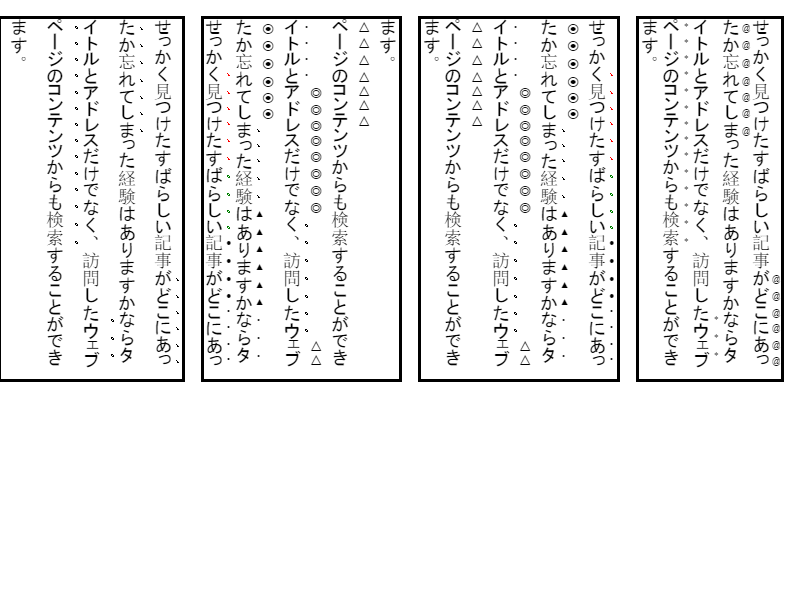 せっかく見つけたすばらしい記事がどこにあっ
たか忘れてしまった経験はありますかならタ
イトルとアドレスだけでなく、訪問したウェブ
ページのコンテンツからも検索することができ
ます。
せっかく見つけたすばらしい記事がどこにあっ
たか忘れてしまった経験はありますかならタ
イトルとアドレスだけでなく、訪問したウェブ
ページのコンテンツからも検索することができ
ます。
せっかく見つけたすばらしい記事がどこにあっ
たか忘れてしまった経験はありますかならタ
イトルとアドレスだけでなく、訪問したウェブ
ページのコンテンツからも検索することができ
ます。
せっかく見つけたすばらしい記事がどこにあっ
たか忘れてしまった経験はありますかならタ
イトルとアドレスだけでなく、訪問したウェブ
ページのコンテンツからも検索することができ
ます。